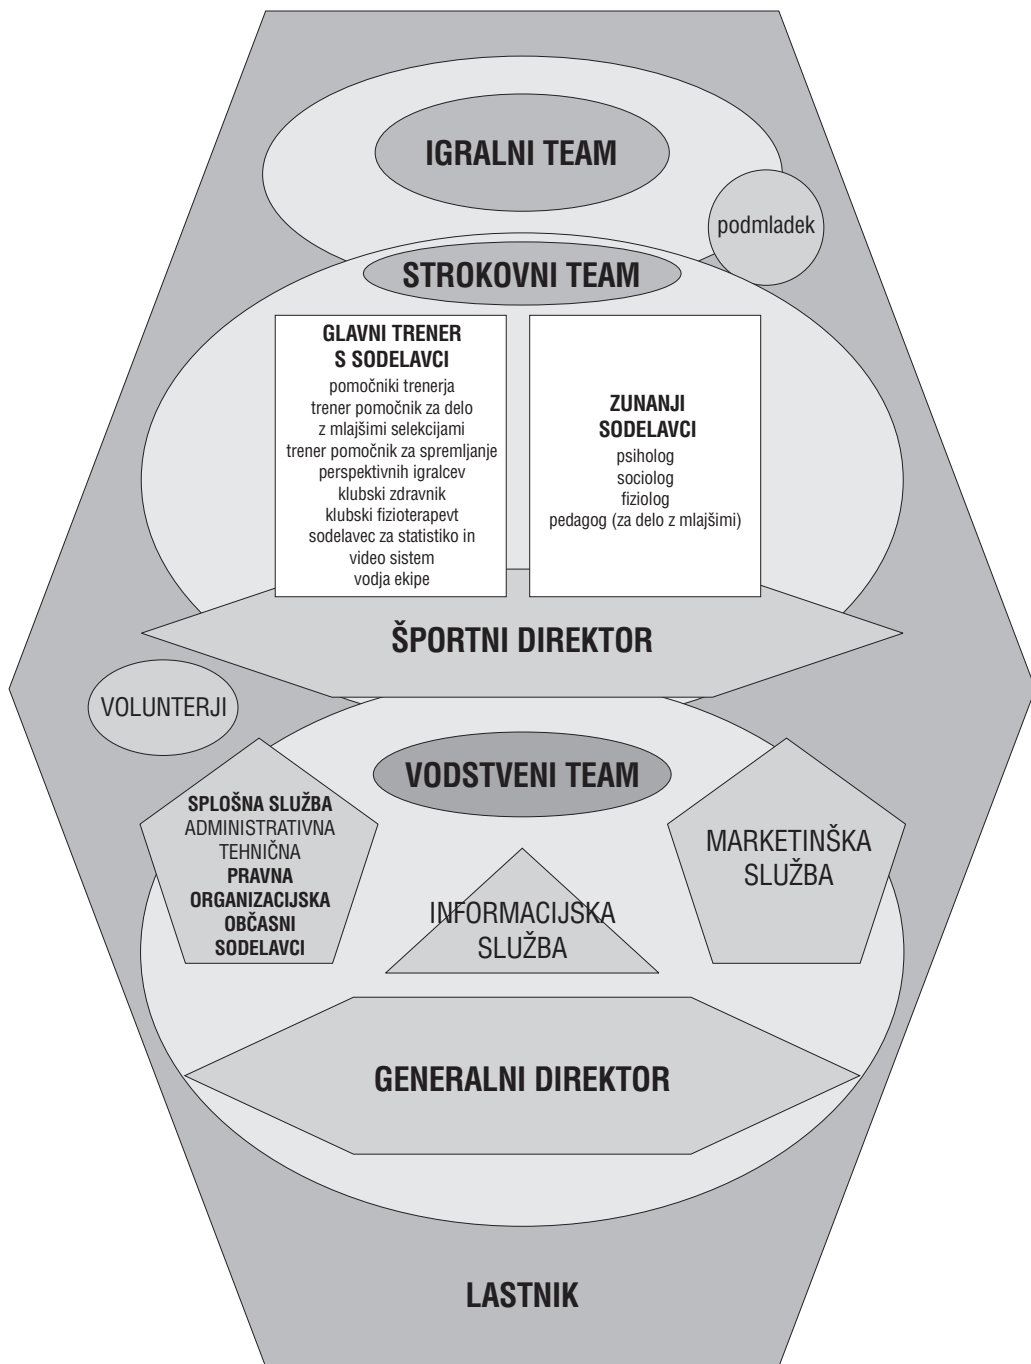 IGRALNI TEAM
podmladek
STROKOVNI TEAM
GLAVNI TRENER
S SODELAVCI
pomočniki trenerja
trener pomočnik za delo
z mlajšimi selekcijami
trener pomočnik za spremljanje
perspektivnih igralcev
klubski zdravnik
klubski fizioterapevt
sodelavec za statistiko in
video sistem
vodja ekipe
ZUNANJI
SODELAVCI
psiholog
sociolog
fiziolog
pedagog (za delo z mlajšimi)
ŠPORTNI DIREKTOR
VOLUNTERJI
VODSTVENI TEAM
SPLOŠNA SLUŽBA
ADMINISTRATIVNA
TEHNIČNA
PRAVNA
ORGANIZACIJSKA
OBČASNI
SODELAVCI
INFORMACIJSKA
SLUŽBA
MARKETINŠKA
SLUŽBA
GENERALNI DIREKTOR
LASTNIK